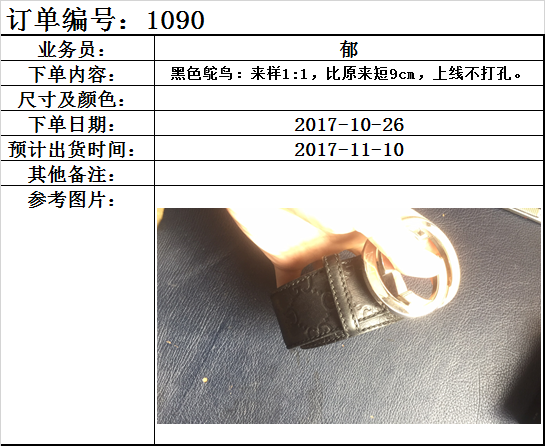 订单编号：1090
业务员： 郁
下单内容： 黑色鸵鸟：来样1:1，比原来短9cm，上线不打孔。
尺寸及颜色：
下单日期： 2017-10-26
预计出货时间： 2017-11-10
其他备注：
参考图片：